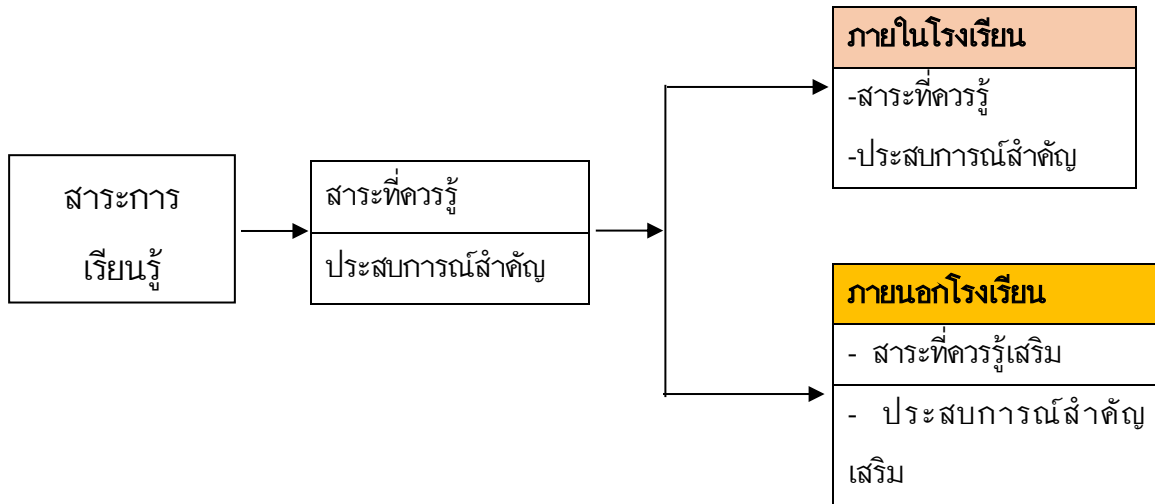 สาระการ
เรียนรู้
สาระที่ควรรู้
ประสบการณ์สำคัญ
ภายในโรงเรียน
-สาระที่ควรรู้
-ประสบการณ์สำคัญ
ภายนอกโรงเรียน
- สาระที่ควรรู้เสริม
- ประสบการณ์สำคัญ
เสริม